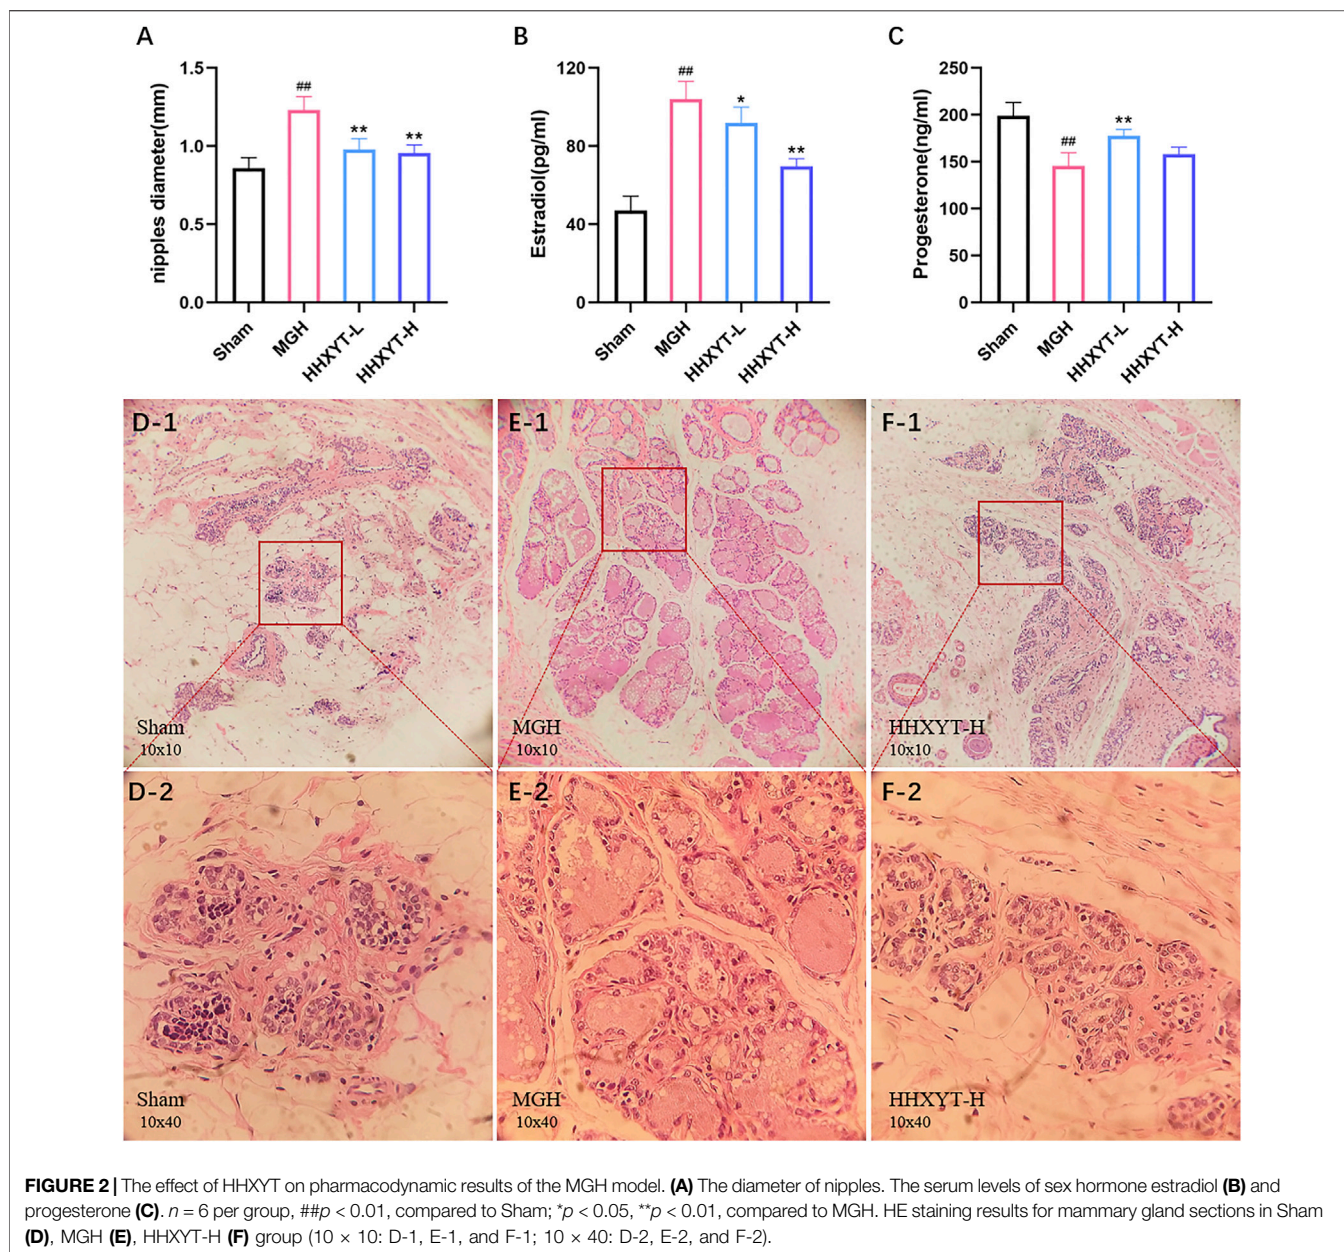 A
B
C
nipples diameter(mm)
1.5
1.0
0.5
0.0
##
**
**
Sham
MGH
HHXYT-L
HHXYT-H
Estradiol(pg/ml)
120
80
40
0
##
*
**
Sham
MGH
HHXYT-L
HHXYT-H
Progesterone(ng/ml)
250
200
150
100
50
0
##
**
Sham
MGH
HHXYT-L
HHXYT-H
D-1
Sham
10x10
E-1
MGH
10x10
F-1
HHXYT-H
10x10
D-2
Sham
10x40
E-2
MGH
10x40
F-2
HHXYT-H
10x40
FIGURE 2 | The effect of HHXYT on pharmacodynamic results of the MGH model. (A) The diameter of nipples. The serum levels of sex hormone estradiol (B) and
progesterone (C). n = 6 per group, ##p < 0.01, compared to Sham; *p < 0.05, **p < 0.01, compared to MGH. HE staining results for mammary gland sections in Sham
(D), MGH (E), HHXYT-H (F) group (10 × 10: D-1, E-1, and F-1; 10 × 40: D-2, E-2, and F-2).